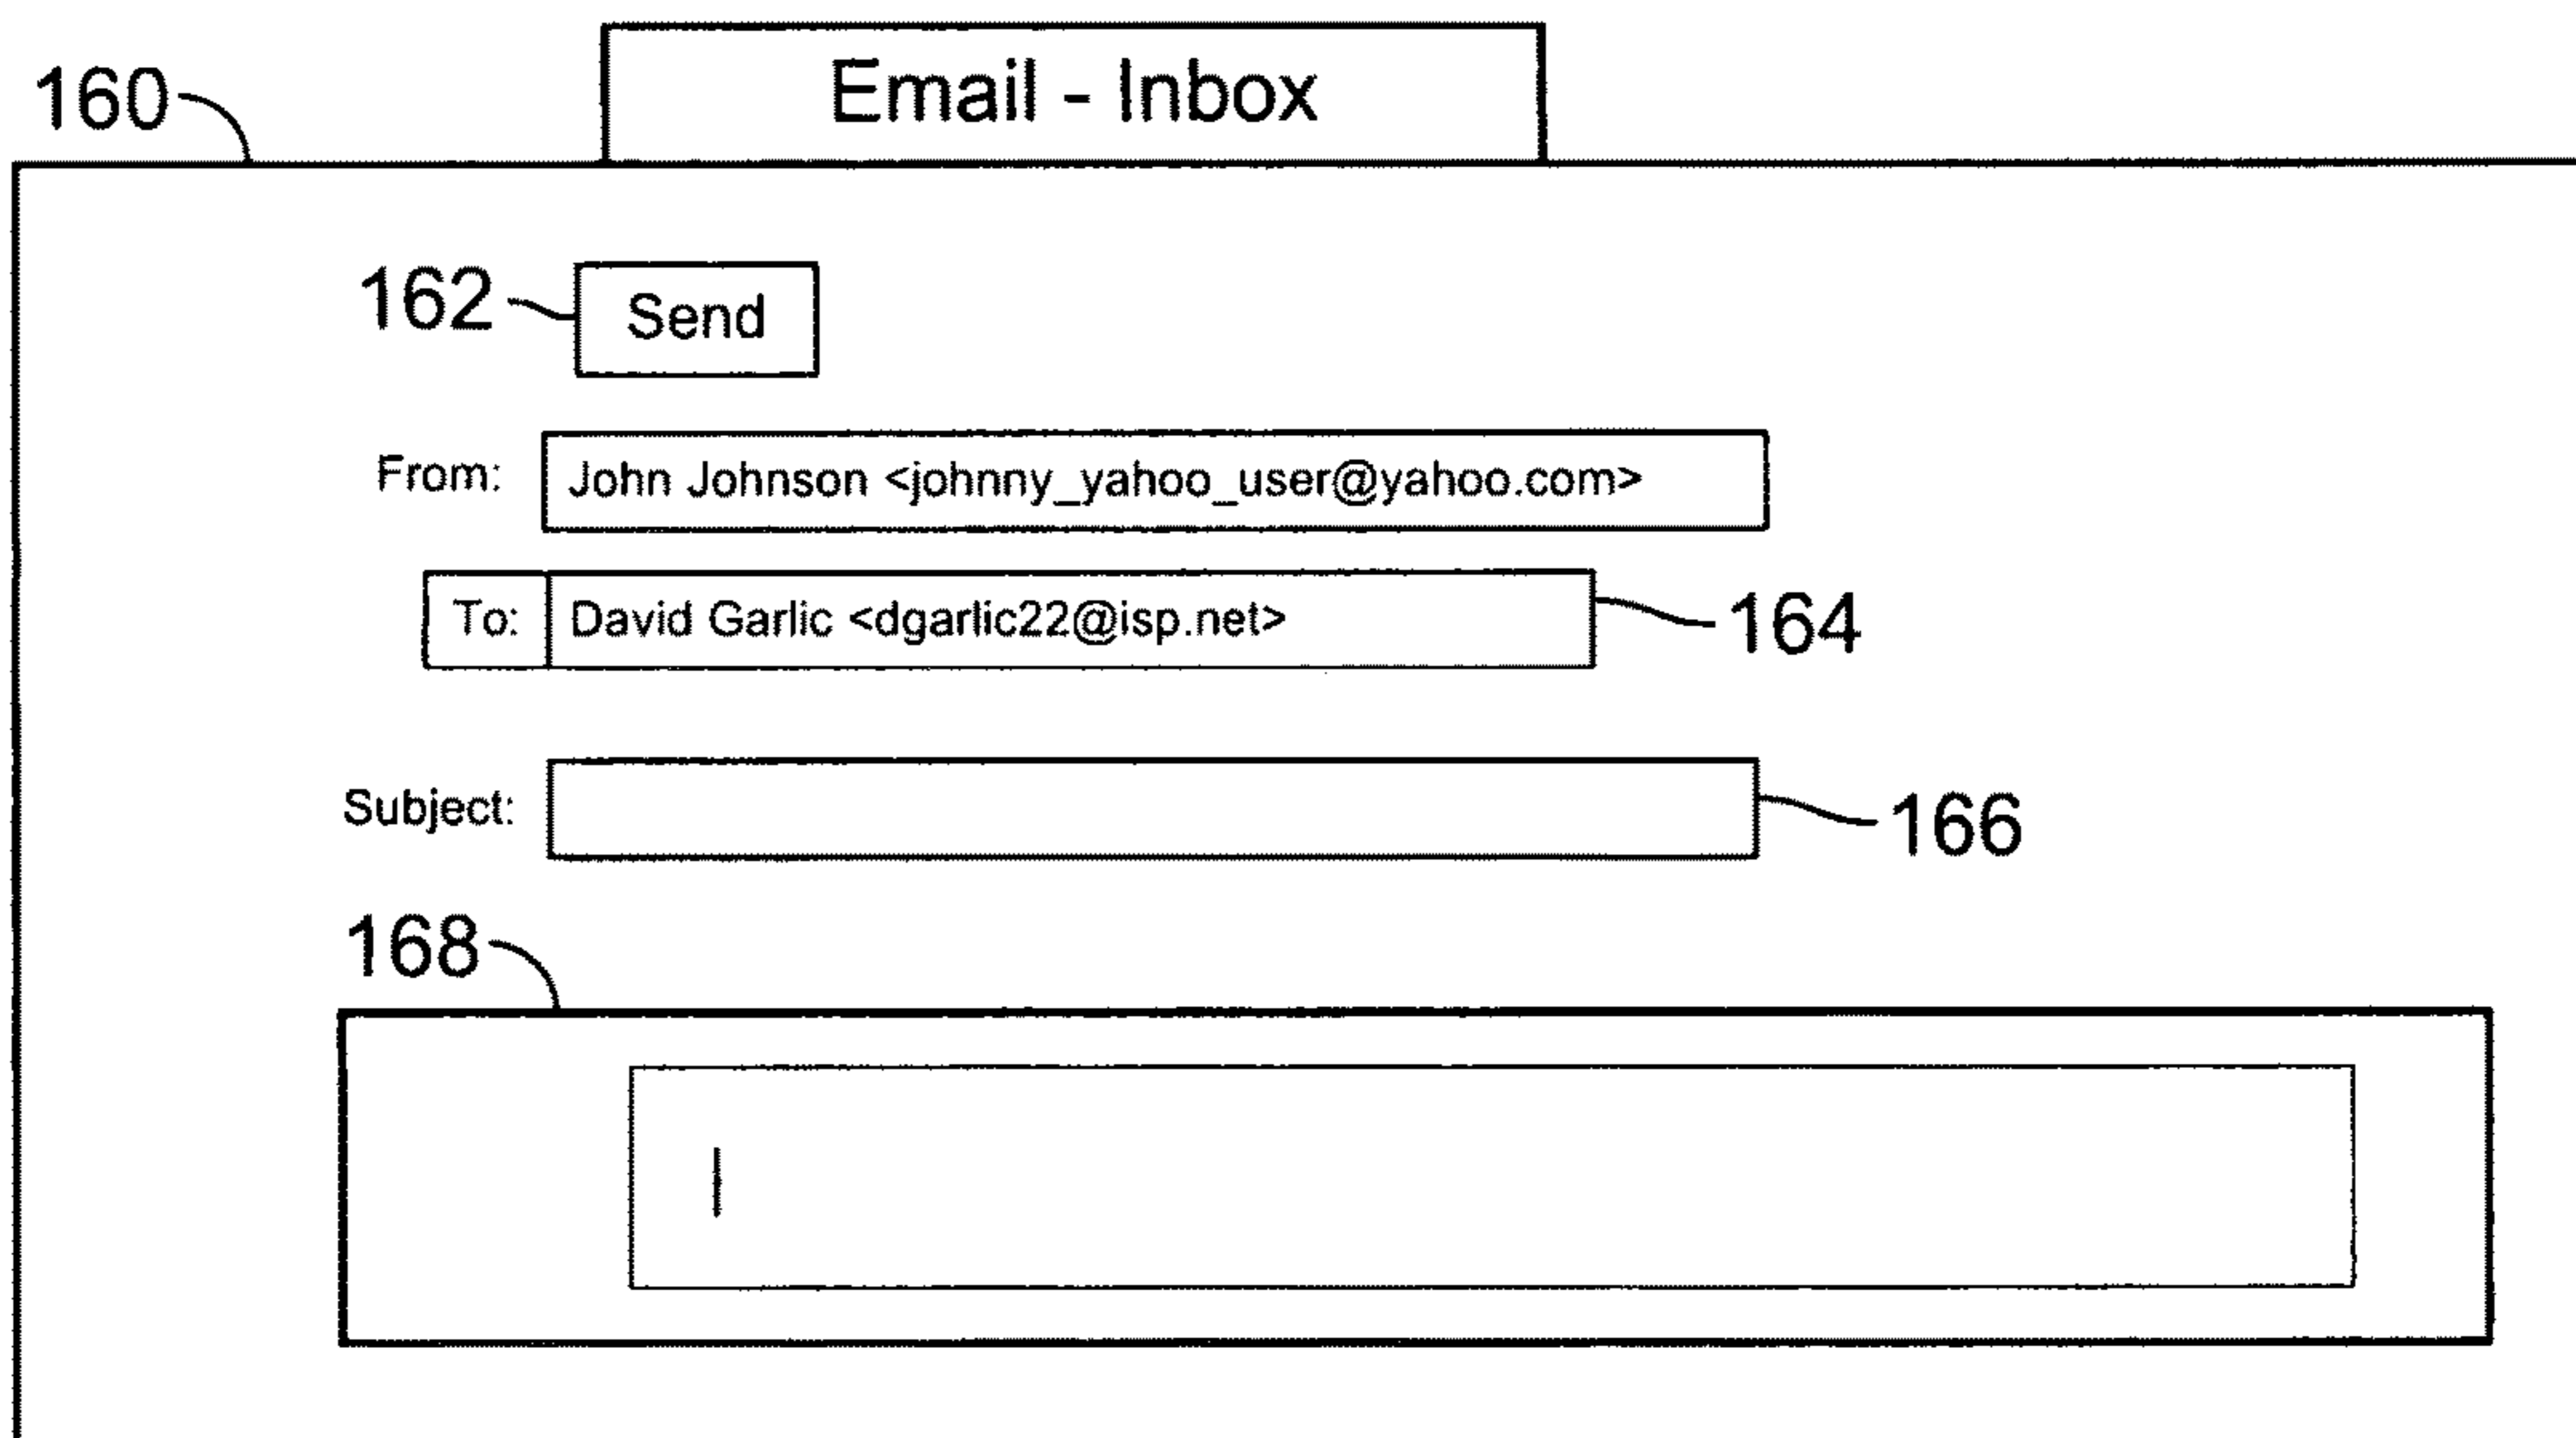 Email - Inbox
160
162 Send
From: John Johnson <johnny_yahoo_user@yahoo.com>
To: David Garlic <dgarlic22@isp.net> 164
Subject: 166
168